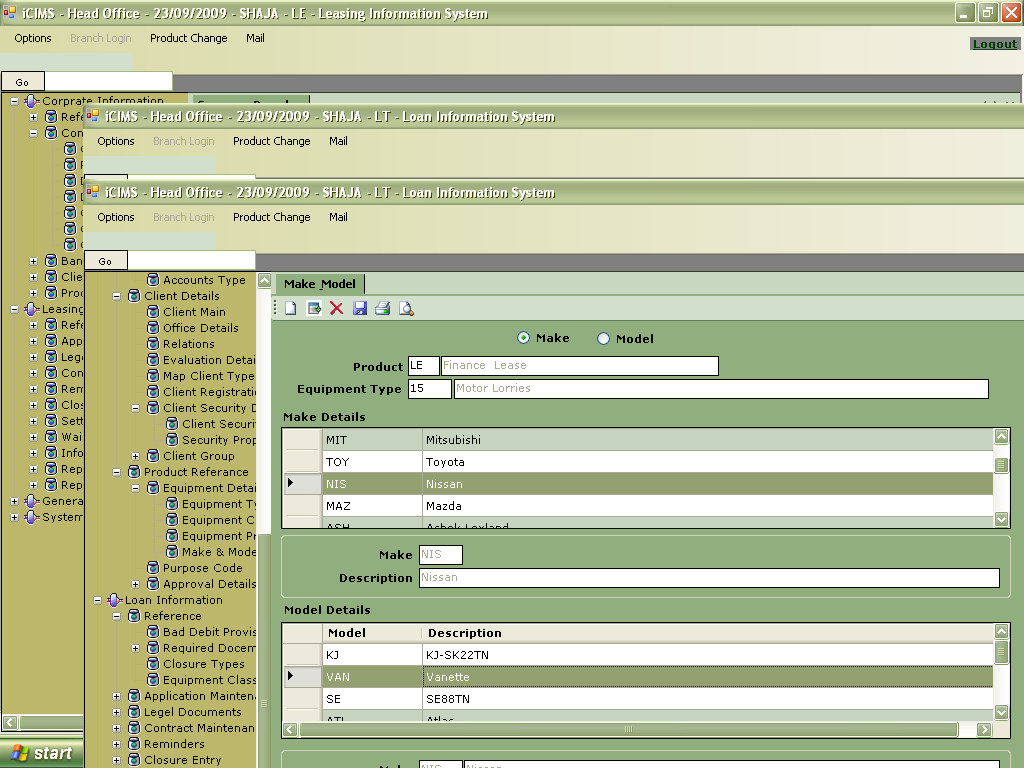 iCIMS - Head Office - 23/09/2009 - SHAJA - LE - Leasing Information System
Options Branch Login Product Change Mail
Logout
Go
Corprate Information
iCIMS - Head Office - 23/09/2009 - SHAJA - LT - Loan Information System
Options Branch Login Product Change Mail
iCIMS - Head Office - 23/09/2009 - SHAJA - LT - Loan Information System
Options Branch Login Product Change Mail
Go
Refe
Con
Ban
Clie
Proc
Leasing
Refe
App
Lege
Con
Rem
Clos
Sett
Wai
Info
Rep
Rep
Genera
System
Accounts Type
Client Details
Client Main
Office Details
Relations
Evaluation Detai
Map Client Type
Client Registrati
Client Security D
Client Securi
Security Prop
Client Group
Product Referance
Equipment Detai
Equipment Ty
Equipment C
Equipment Pr
Make & Mode
Purpose Code
Approval Details
Loan Information
Reference
Bad Debit Provis
Required Docem
Closure Types
Equipment Class
Application Mainten
Legel Documents
Contract Maintenan
Reminders
Closure Entry
Make_Model
Make Model
Product LE Finance Lease
Equipment Type 15 Motor Lorries
Make Details
MIT Mitsubishi
TOY Toyota
NIS Nissan
MAZ Mazda
ASH Ashok Leyland
Make NIS
Description Nissan
Model Details
Model Description
KJ KJ-SK22TN
VAN Vanette
SE SE88TN
ATL Atlas
Make NIS Nissan
start